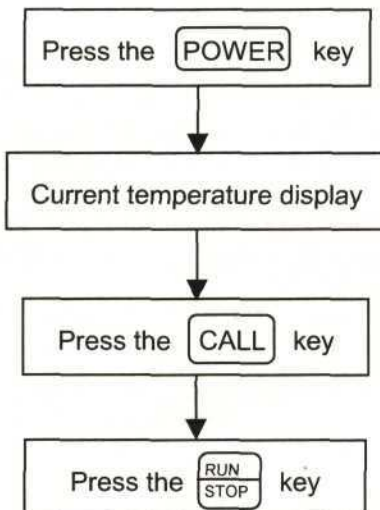 Press the POWER key
Current temperature display
Press the CALL key
Press the RUN STOP key